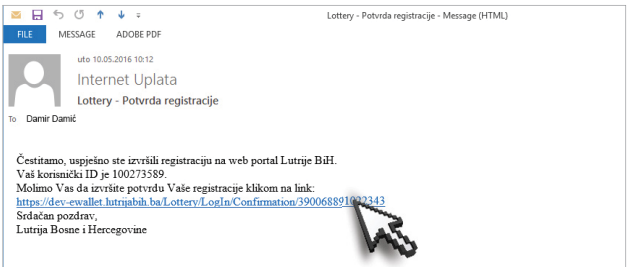 Lottery - Potvrda registracije - Message (HTML)
FILE MESSAGE ADOBE PDF
uto 10.05.2016 10:12
Internet Uplata
Lottery - Potvrda registracije
To Damir Damić
Čestitamo, uspješno ste izvršili registraciju na web portal Lutrije BiH.
Vaš korisnički ID je 100273589.
Molimo Vas da izvršite potvrdu Vaše registracije klikom na link:
https://dev-ewallet.lutrijabih.ba/Lottery/LogIn/Confirmation/390068891022343
Srdačan pozdrav,
Lutrija Bosne i Hercegovine